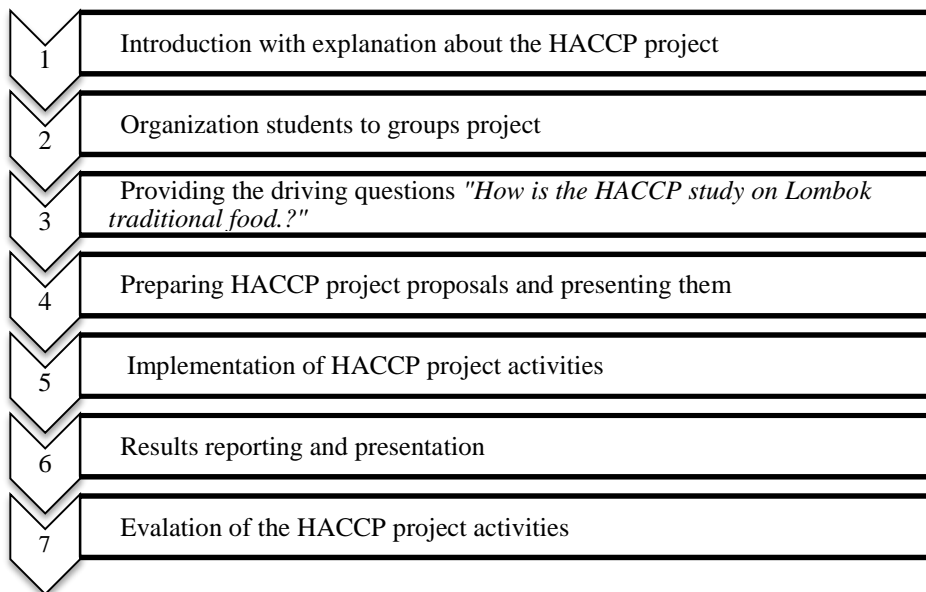 1
Introduction with explanation about the HACCP project
2
Organization students to groups project
3
Providing the driving questions "How is the HACCP study on Lombok
traditional food.?"
4
Preparing HACCP project proposals and presenting them
5
Implementation of HACCP project activities
6
Results reporting and presentation
7
Evalation of the HACCP project activities